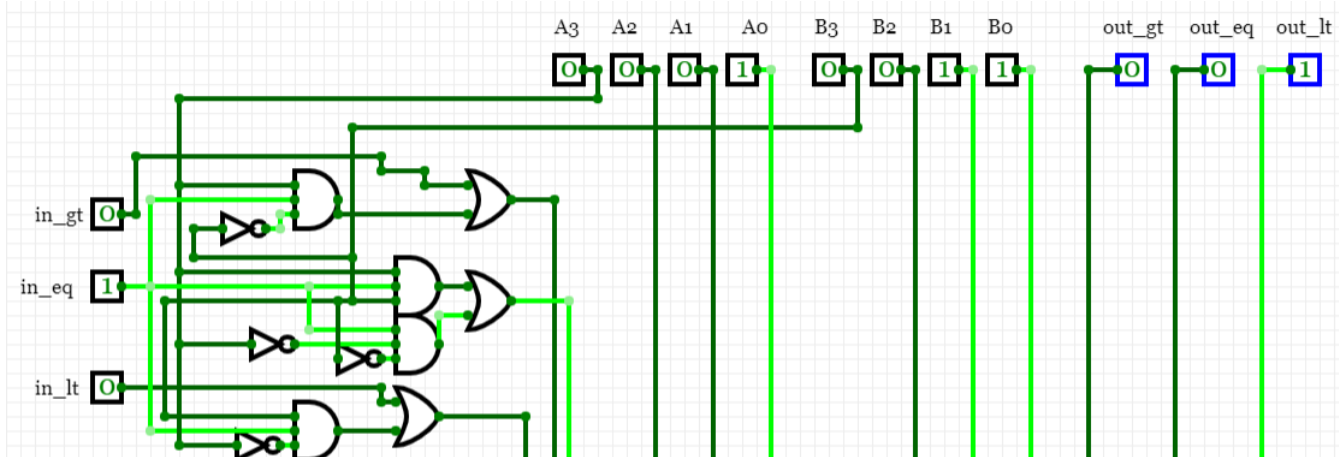 A3 A2 A1 A0 B3 B2 B1 B0 out_gt out_eq out_lt
0 0 0 1 0 0 1 1 0 0 1
in_gt 0
in_eq 1
in_lt 0